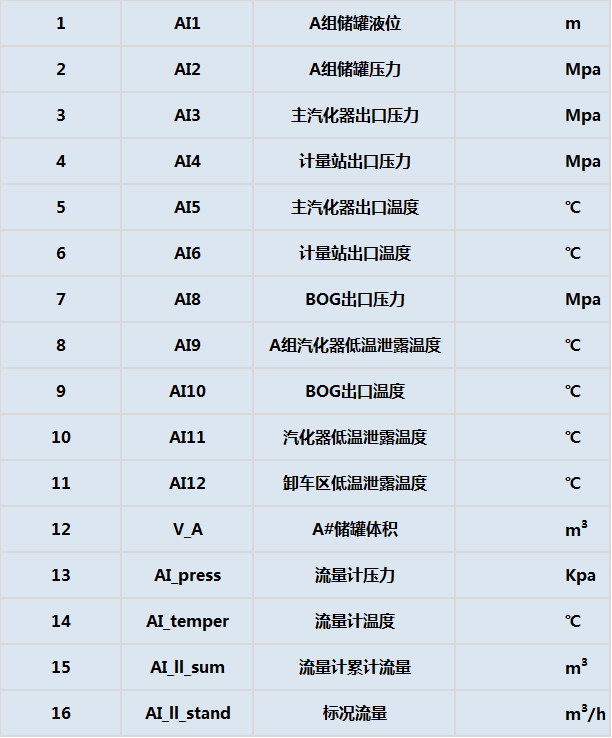 1 AI1 A组储罐液位 m
2 AI2 A组储罐压力 Mpa
3 AI3 主汽化器出口压力 Mpa
4 AI4 计量站出口压力 Mpa
5 AI5 主汽化器出口温度 ℃
6 AI6 计量站出口温度 ℃
7 AI8 BOG出口压力 Mpa
8 AI9 A组汽化器低温泄露温度 ℃
9 AI10 BOG出口温度 ℃
10 AI11 汽化器低温泄露温度 ℃
11 AI12 卸车区低温泄露温度 ℃
12 V_A A#储罐体积 m³
13 AI_press 流量计压力 Kpa
14 AI_temper 流量计温度 ℃
15 AI_ll_sum 流量计累计流量 m³
16 AI_ll_stand 标况流量 m³/h